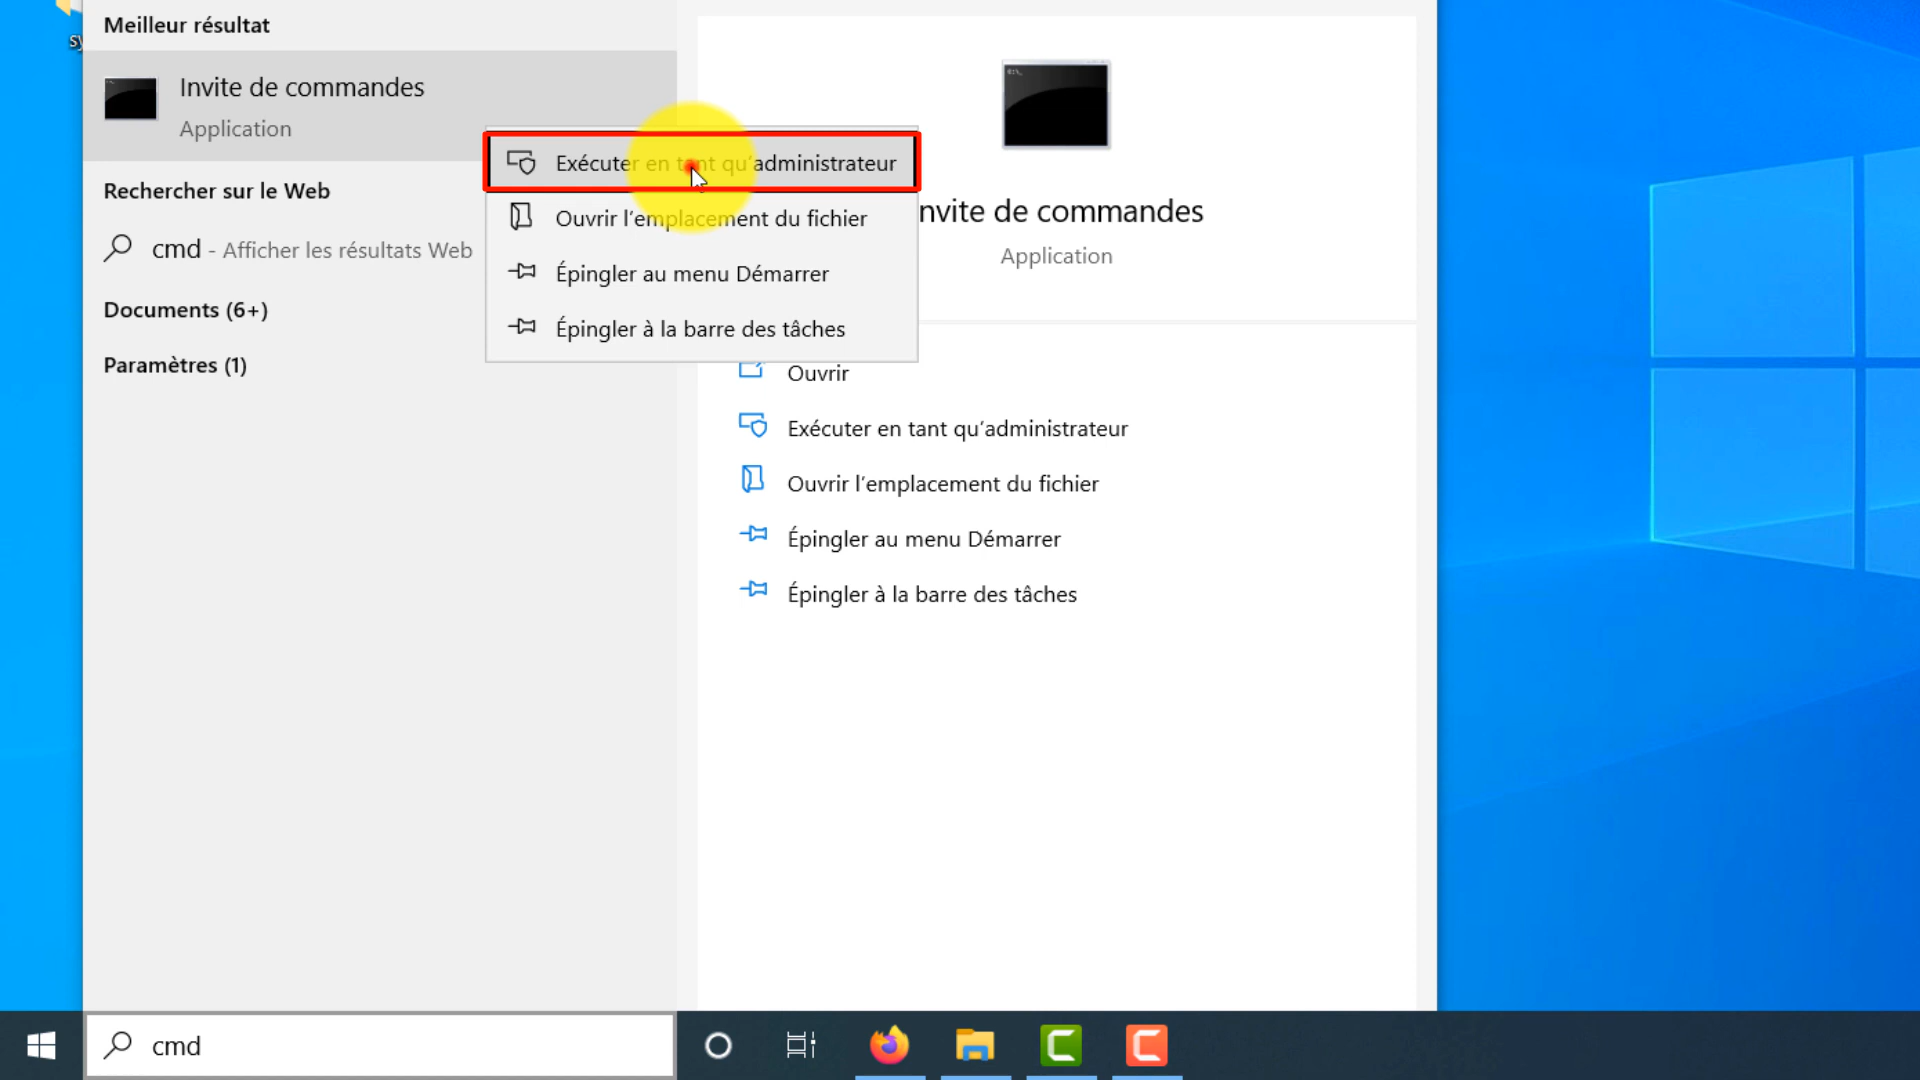 Meilleur résultat
Invite de commandes
Application
Exécuter en tant qu'administrateur
Ouvrir l'emplacement du fichier
Épingler au menu Démarrer
Épingler à la barre des tâches
Rechercher sur le Web
cmd - Afficher les résultats Web
Documents (6+)
Paramètres (1)
nvite de commandes
Application
Ouvrir
Exécuter en tant qu'administrateur
Ouvrir l'emplacement du fichier
Épingler au menu Démarrer
Épingler à la barre des tâches
cmd